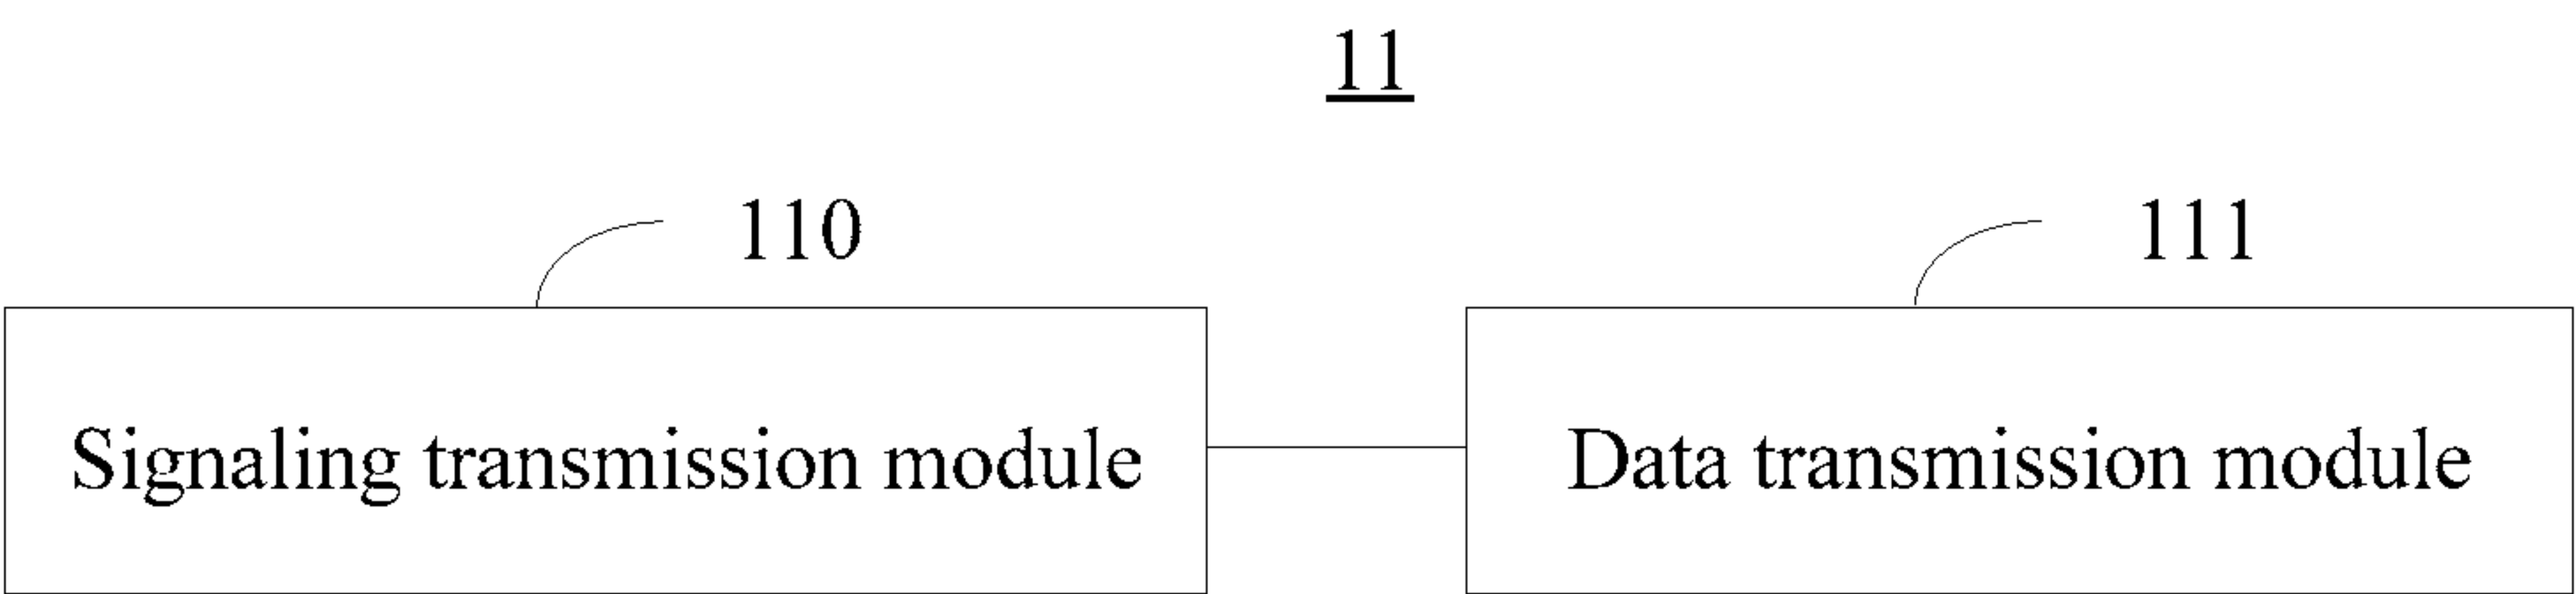 11
110
111
Signaling transmission module
Data transmission module